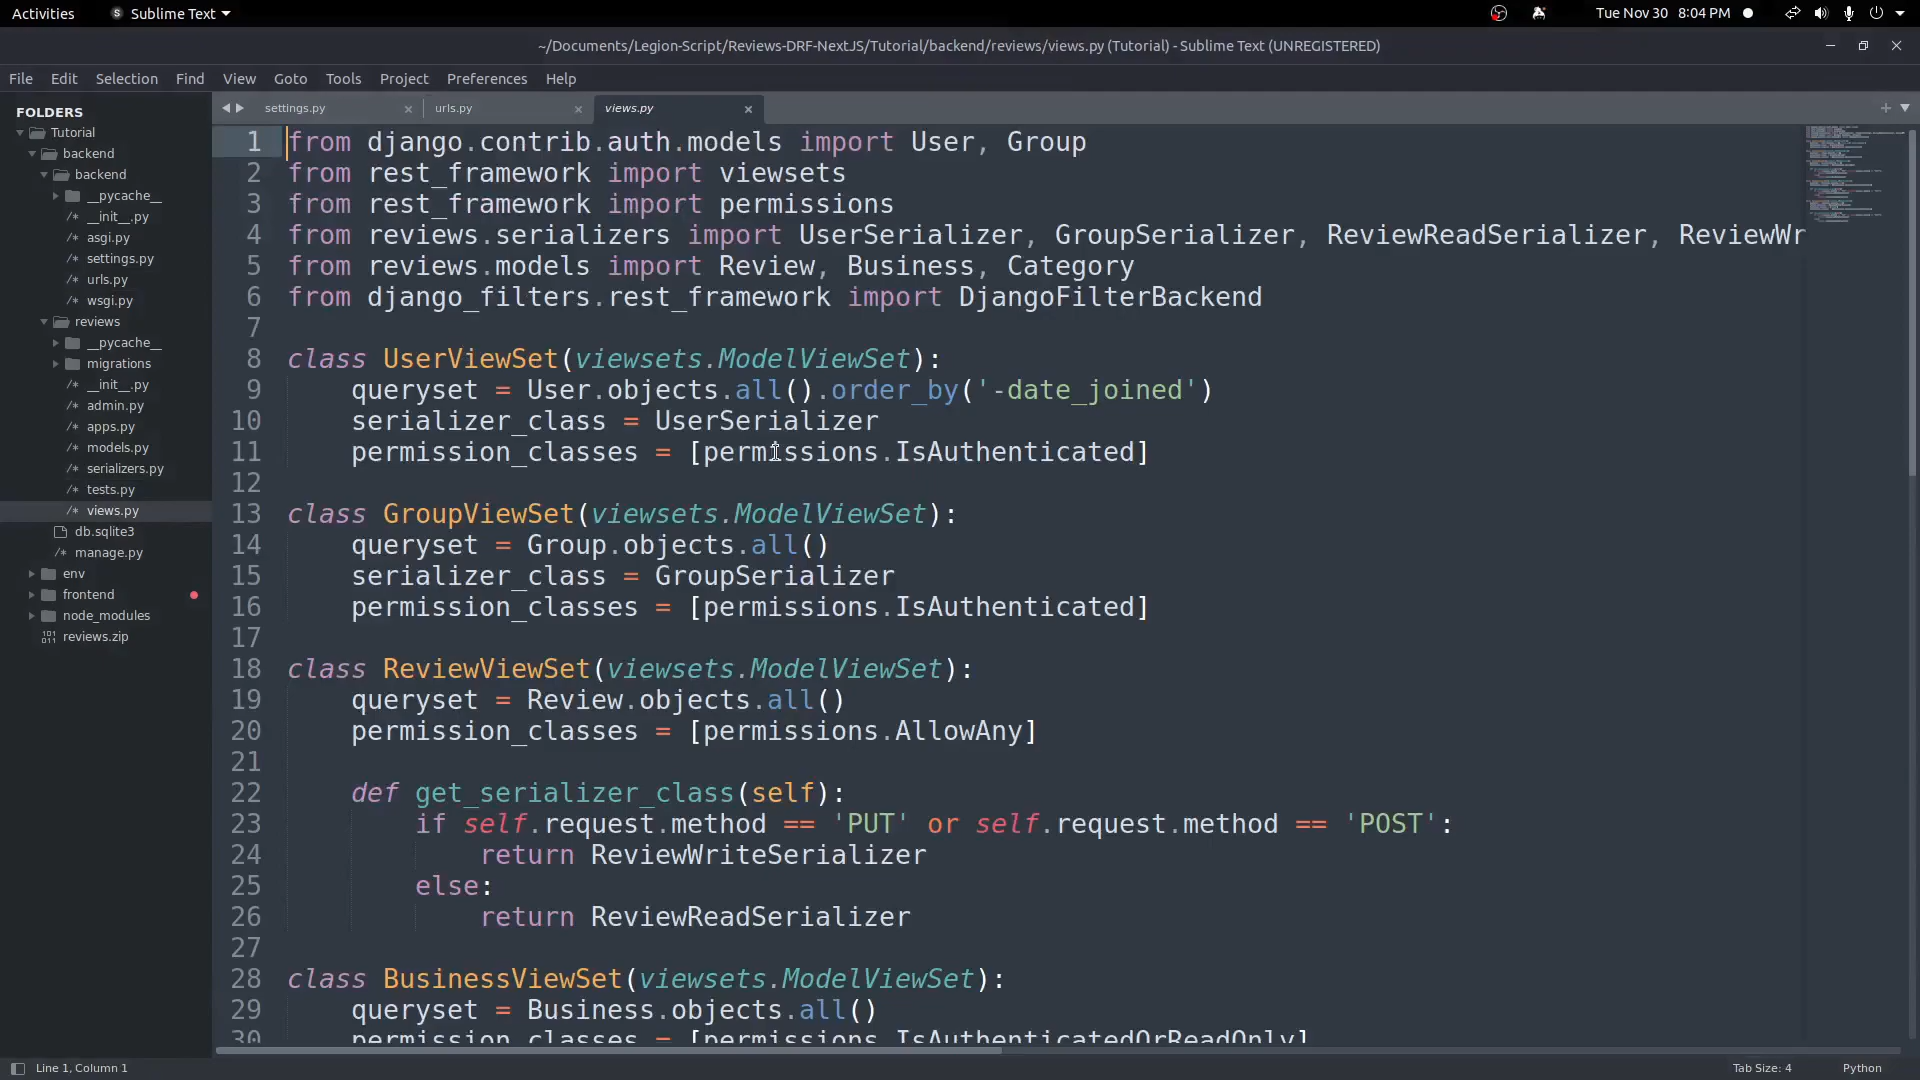 Activities
Sublime Text
Tue Nov 30 8:04 PM
~/Documents/Legion-Script/Reviews-DRF-NextJS/Tutorial/backend/reviews/views.py (Tutorial) - Sublime Text (UNREGISTERED)
File Edit Selection Find View Goto Tools Project Preferences Help
FOLDERS
Tutorial
backend
backend
__pycache__
/* __init__.py
/* asgi.py
/* settings.py
/* urls.py
/* wsgi.py
reviews
__pycache__
migrations
/* __init__.py
/* admin.py
/* apps.py
/* models.py
/* serializers.py
/* tests.py
/* views.py
db.sqlite3
/* manage.py
env
frontend
node_modules
reviews.zip
settings.py
urls.py
views.py
1 from django.contrib.auth.models import User, Group
2 from rest_framework import viewsets
3 from rest_framework import permissions
4 from reviews.serializers import UserSerializer, GroupSerializer, ReviewReadSerializer, ReviewWr
5 from reviews.models import Review, Business, Category
6 from django_filters.rest_framework import DjangoFilterBackend
7
8 class UserViewSet(viewsets.ModelViewSet):
9     queryset = User.objects.all().order_by('-date_joined')
10     serializer_class = UserSerializer
11     permission_classes = [permissions.IsAuthenticated]
12
13 class GroupViewSet(viewsets.ModelViewSet):
14     queryset = Group.objects.all()
15     serializer_class = GroupSerializer
16     permission_classes = [permissions.IsAuthenticated]
17
18 class ReviewViewSet(viewsets.ModelViewSet):
19     queryset = Review.objects.all()
20     permission_classes = [permissions.AllowAny]
21
22     def get_serializer_class(self):
23         if self.request.method == 'PUT' or self.request.method == 'POST':
24             return ReviewWriteSerializer
25         else:
26             return ReviewReadSerializer
27
28 class BusinessViewSet(viewsets.ModelViewSet):
29     queryset = Business.objects.all()
30     permission_classes = [permissions.IsAuthenticatedOrReadOnly]
Line 1, Column 1
Tab Size: 4
Python